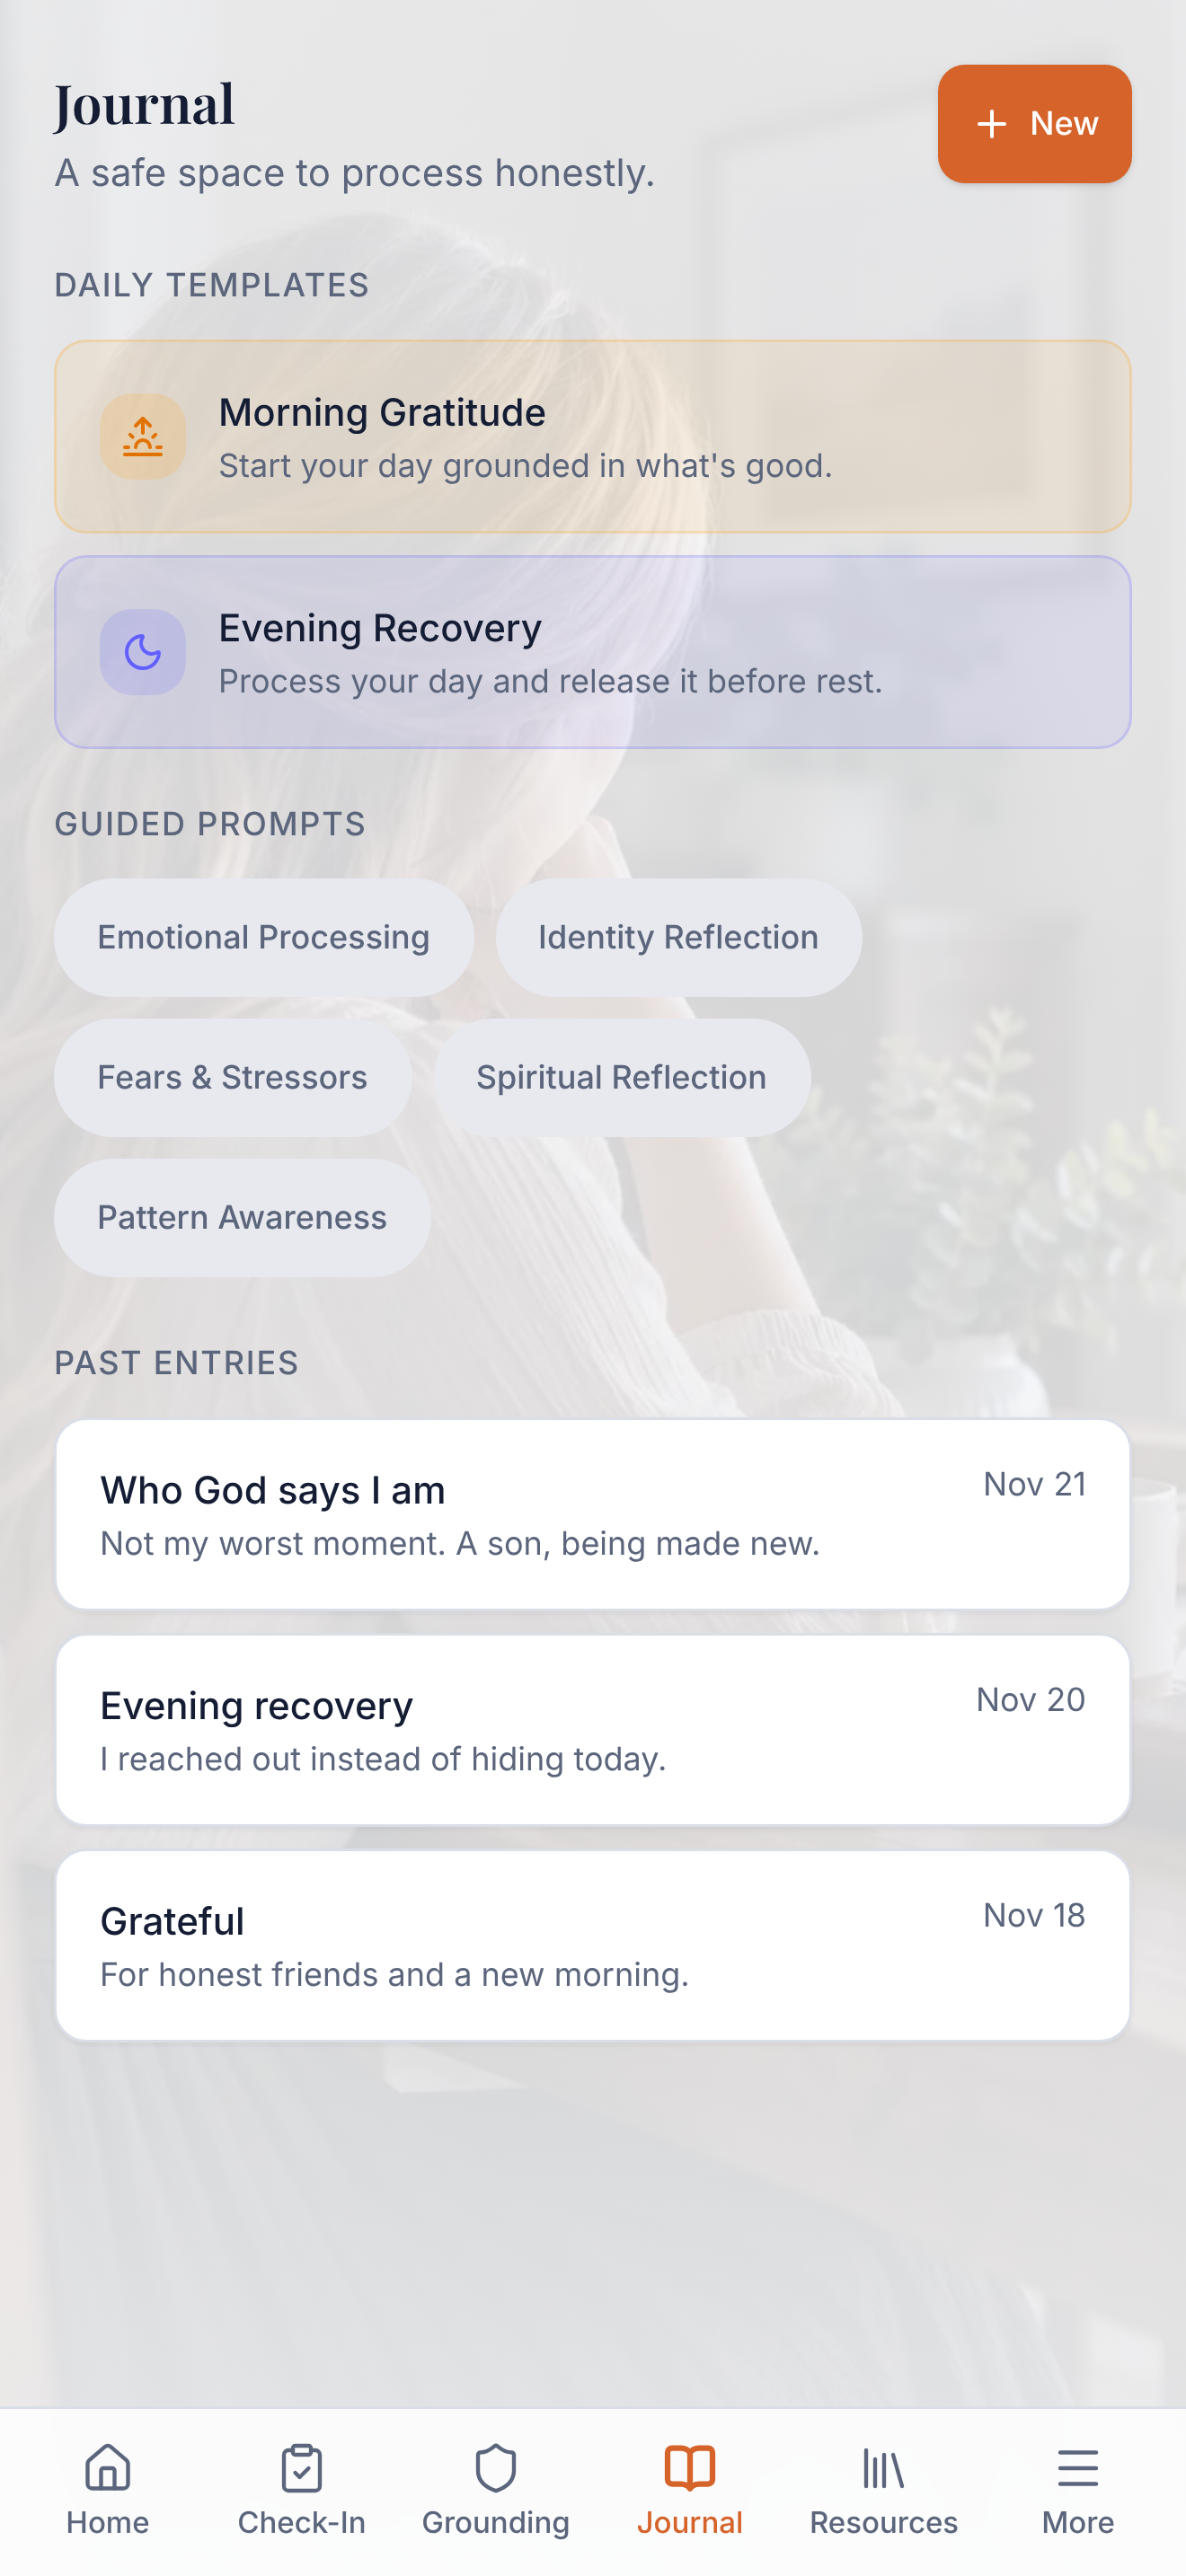 Journal
New
A safe space to process honestly.
DAILY TEMPLATES
Morning Gratitude
Start your day grounded in what's good.
Evening Recovery
Process your day and release it before rest.
GUIDED PROMPTS
Emotional Processing
Identity Reflection
Fears & Stressors
Spiritual Reflection
Pattern Awareness
PAST ENTRIES
Who God says I am
Nov 21
Not my worst moment. A son, being made new.
Evening recovery
Nov 20
I reached out instead of hiding today.
Grateful
Nov 18
For honest friends and a new morning.
Home
Check-In
Grounding
Journal
Resources
More